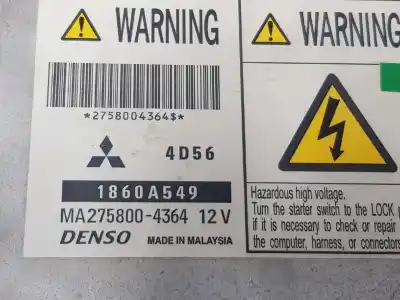 WARNING
WARNING
*2758004364$*
4D56
1860A549
MA275800-4364 12 V
DENSO MADE IN MALAYSIA
Hazardous high voltage.
Turn the starter switch to the LOCK
if it is necessary to check or repair
the computer, harness, or connectors